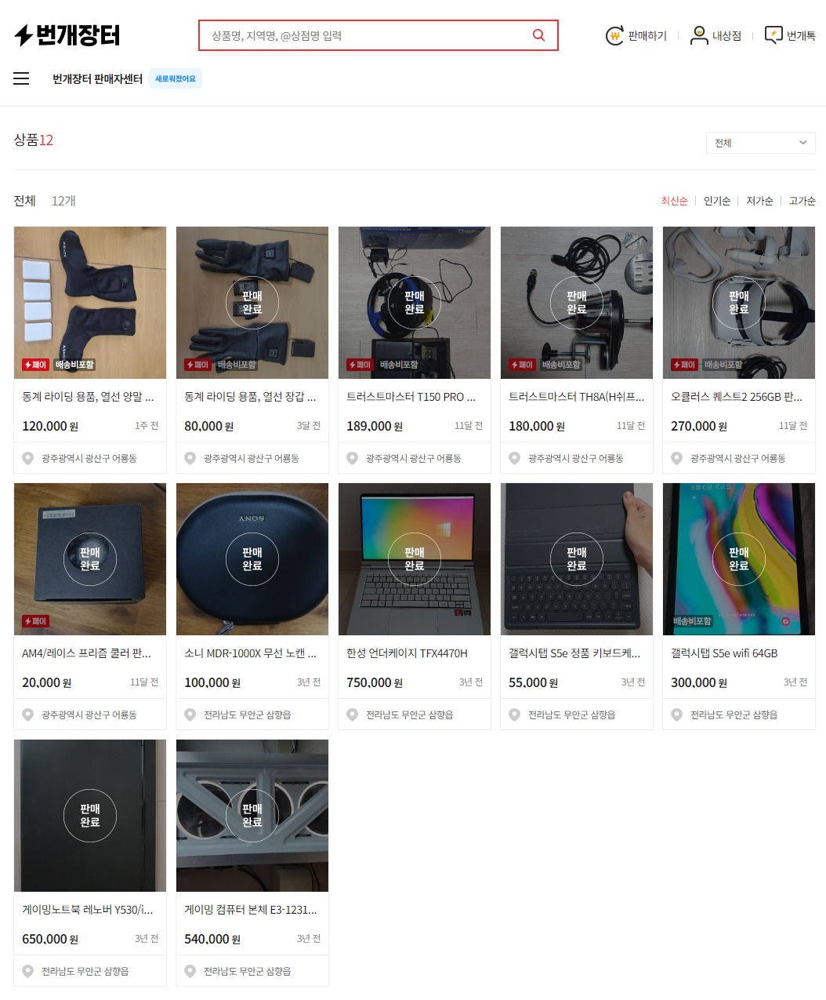 번개장터
상품명, 지역명, @상점명 입력
판매하기
내상점
번개톡
번개장터 판매자센터
새로워졌어요
상품12
전체
전체 12개
최신순 인기순 저가순 고가순
페이 배송비포함
동계 라이딩 용품, 열선 양말 ...
120,000 원 1주 전
광주광역시 광산구 어룡동
판매
완료
페이 배송비포함
동계 라이딩 용품, 열선 장갑 ...
80,000 원 3달 전
광주광역시 광산구 어룡동
판매
완료
페이 배송비포함
트러스트마스터 T150 PRO ...
189,000 원 11달 전
광주광역시 광산구 어룡동
판매
완료
페이 배송비포함
트러스트마스터 TH8A(H쉬프...
180,000 원 11달 전
광주광역시 광산구 어룡동
판매
완료
페이 배송비포함
오큘러스 퀘스트2 256GB 판...
270,000 원 11달 전
광주광역시 광산구 어룡동
판매
완료
페이
AM4/레이스 프리즘 쿨러 판...
20,000 원 11달 전
광주광역시 광산구 어룡동
SONY
판매
완료
소니 MDR-1000X 무선 노캔 ...
100,000 원 3년 전
전라남도 무안군 삼향읍
판매
완료
한성 언더케이지 TFX4470H
750,000 원 3년 전
전라남도 무안군 삼향읍
판매
완료
갤럭시탭 S5e 정품 키보드케...
55,000 원 3년 전
전라남도 무안군 삼향읍
8월 6일 목요일
판매
완료
배송비포함
갤럭시탭 S5e wifi 64GB
300,000 원 3년 전
전라남도 무안군 삼향읍
판매
완료
게이밍노트북 레노버 Y530/i...
650,000 원 3년 전
전라남도 무안군 삼향읍
판매
완료
게이밍 컴퓨터 본체 E3-1231...
540,000 원 3년 전
전라남도 무안군 삼향읍